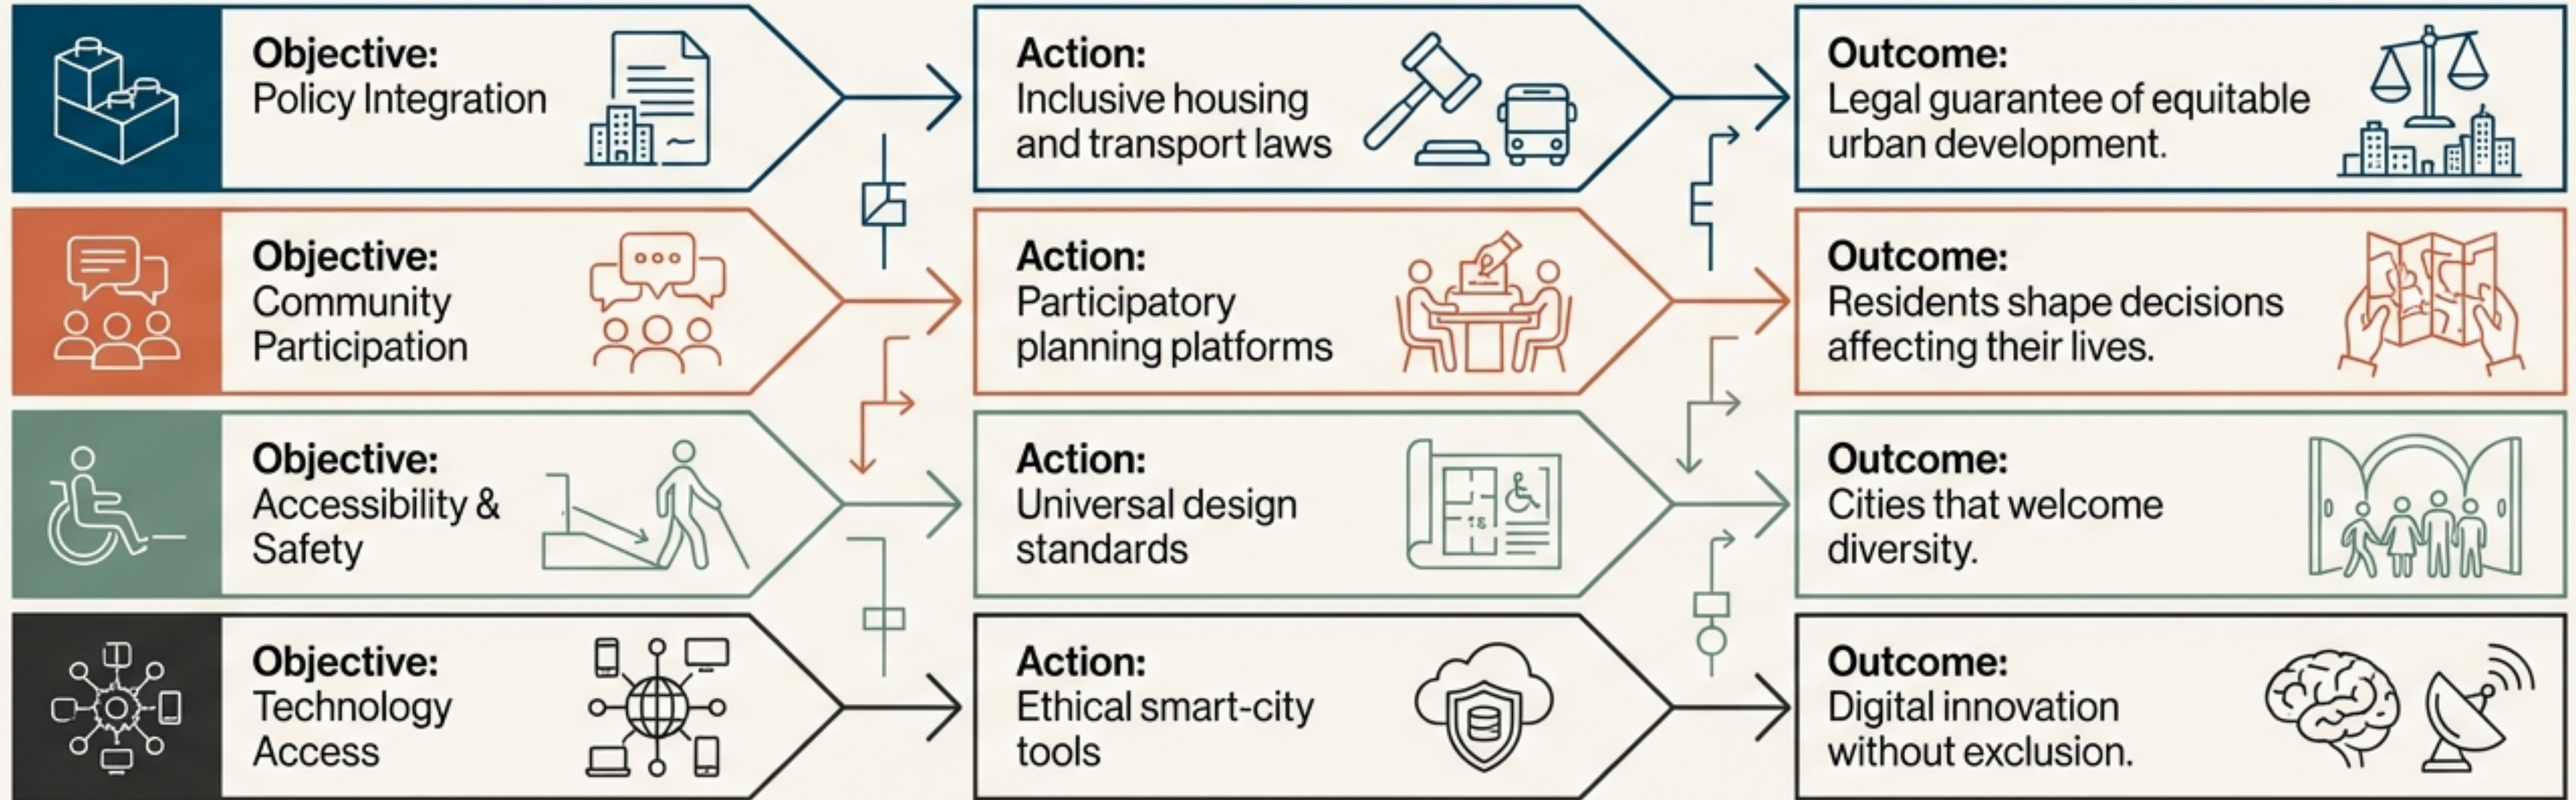 Objective:
Policy Integration
Action:
Inclusive housing
and transport laws
Outcome:
Legal guarantee of equitable
urban development.
Objective:
Community
Participation
Action:
Participatory
planning platforms
Outcome:
Residents shape decisions
affecting their lives.
Objective:
Accessibility &
Safety
Action:
Universal design
standards
Outcome:
Cities that welcome
diversity.
Objective:
Technology
Access
Action:
Ethical smart-city
tools
Outcome:
Digital innovation
without exclusion.